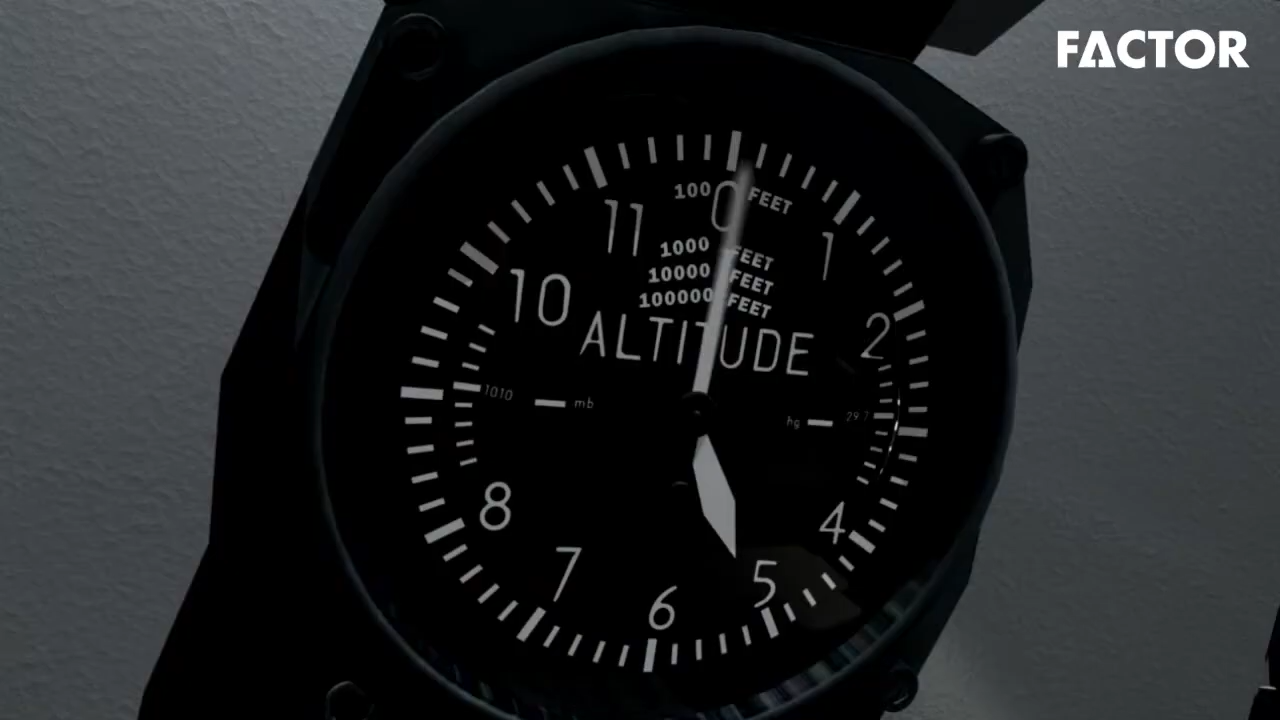 FACTOR
100 0 FEET
11
1
1000 FEET
10000 FEET
100000 FEET
10
2
ALTITUDE
1010
mb
hg
29.7
8
4
7
5
6